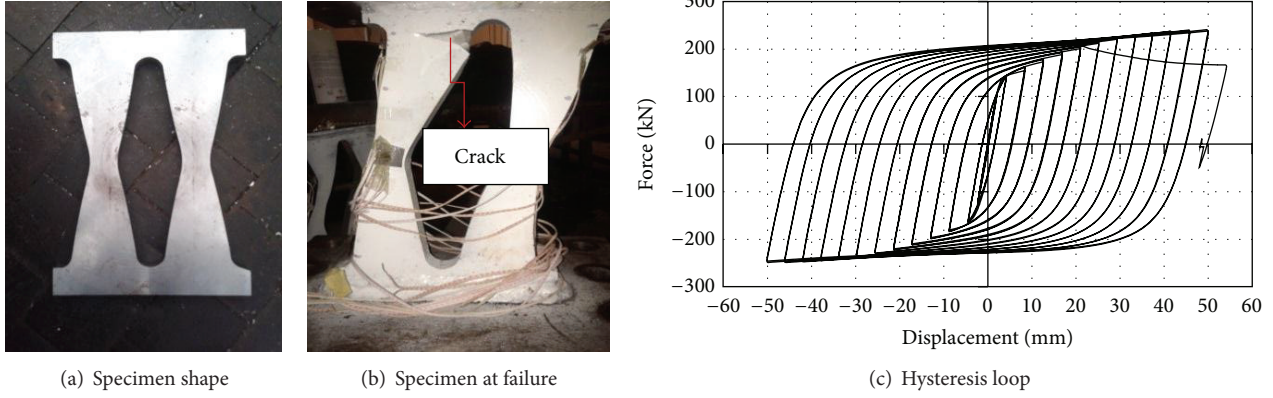 Crack
300
200
100
0
−100
−200
−300
Force (kN)
−60 −50 −40 −30 −20 −10 0 10 20 30 40 50 60
Displacement (mm)
(a) Specimen shape
(b) Specimen at failure
(c) Hysteresis loop